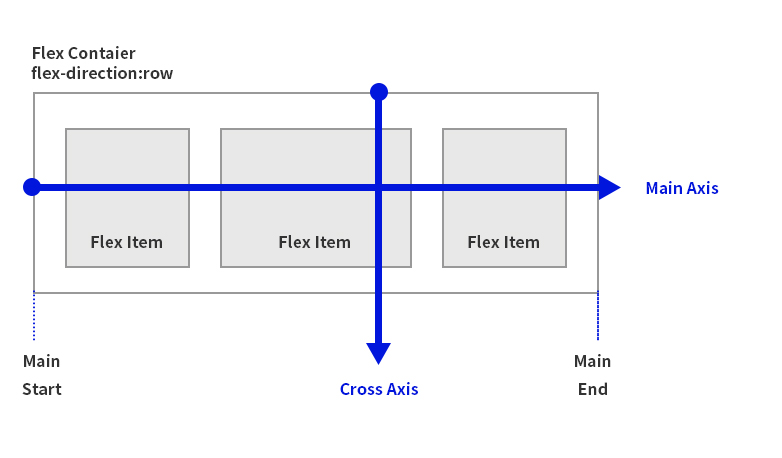 Flex Contaier
flex-direction:row
Main Axis
Flex Item
Flex Item
Flex Item
Main
Start
Cross Axis
Main
End